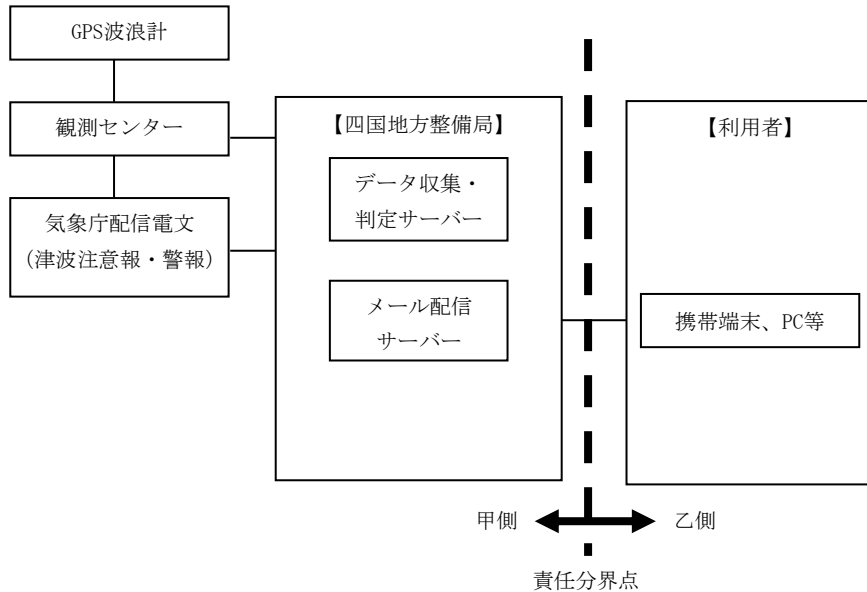 GPS波浪計
観測センター
気象庁配信電文
(津波注意報・警報)
【四国地方整備局】
データ収集・
判定サーバー
メール配信
サーバー
【利用者】
携帯端末、PC等
甲側
乙側
責任分界点